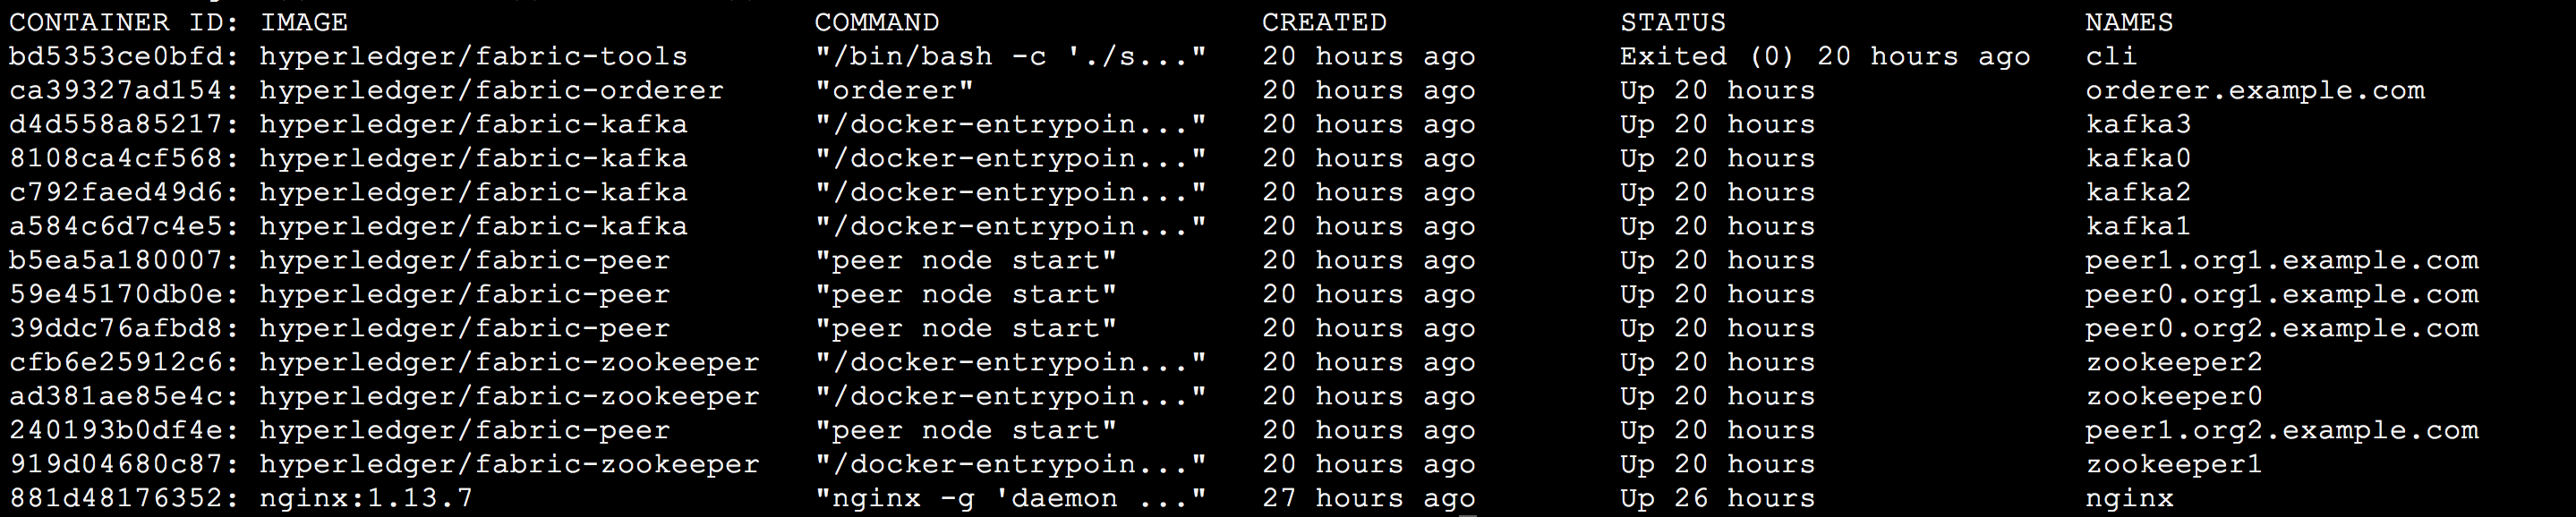 CONTAINER ID: IMAGE COMMAND CREATED STATUS NAMES
bd5353ce0bfd: hyperledger/fabric-tools "/bin/bash -c './s..." 20 hours ago Exited (0) 20 hours ago cli
ca39327ad154: hyperledger/fabric-orderer "orderer" 20 hours ago Up 20 hours orderer.example.com
d4d558a85217: hyperledger/fabric-kafka "/docker-entrypoin..." 20 hours ago Up 20 hours kafka3
8108ca4cf568: hyperledger/fabric-kafka "/docker-entrypoin..." 20 hours ago Up 20 hours kafka0
c792faed49d6: hyperledger/fabric-kafka "/docker-entrypoin..." 20 hours ago Up 20 hours kafka2
a584c6d7c4e5: hyperledger/fabric-kafka "/docker-entrypoin..." 20 hours ago Up 20 hours kafka1
b5ea5a180007: hyperledger/fabric-peer "peer node start" 20 hours ago Up 20 hours peer1.org1.example.com
59e45170db0e: hyperledger/fabric-peer "peer node start" 20 hours ago Up 20 hours peer0.org1.example.com
39ddc76afbd8: hyperledger/fabric-peer "peer node start" 20 hours ago Up 20 hours peer0.org2.example.com
cfb6e25912c6: hyperledger/fabric-zookeeper "/docker-entrypoin..." 20 hours ago Up 20 hours zookeeper2
ad381ae85e4c: hyperledger/fabric-zookeeper "/docker-entrypoin..." 20 hours ago Up 20 hours zookeeper0
240193b0df4e: hyperledger/fabric-peer "peer node start" 20 hours ago Up 20 hours peer1.org2.example.com
919d04680c87: hyperledger/fabric-zookeeper "/docker-entrypoin..." 20 hours ago Up 20 hours zookeeper1
881d48176352: nginx:1.13.7 "nginx -g 'daemon ..." 27 hours ago Up 26 hours nginx